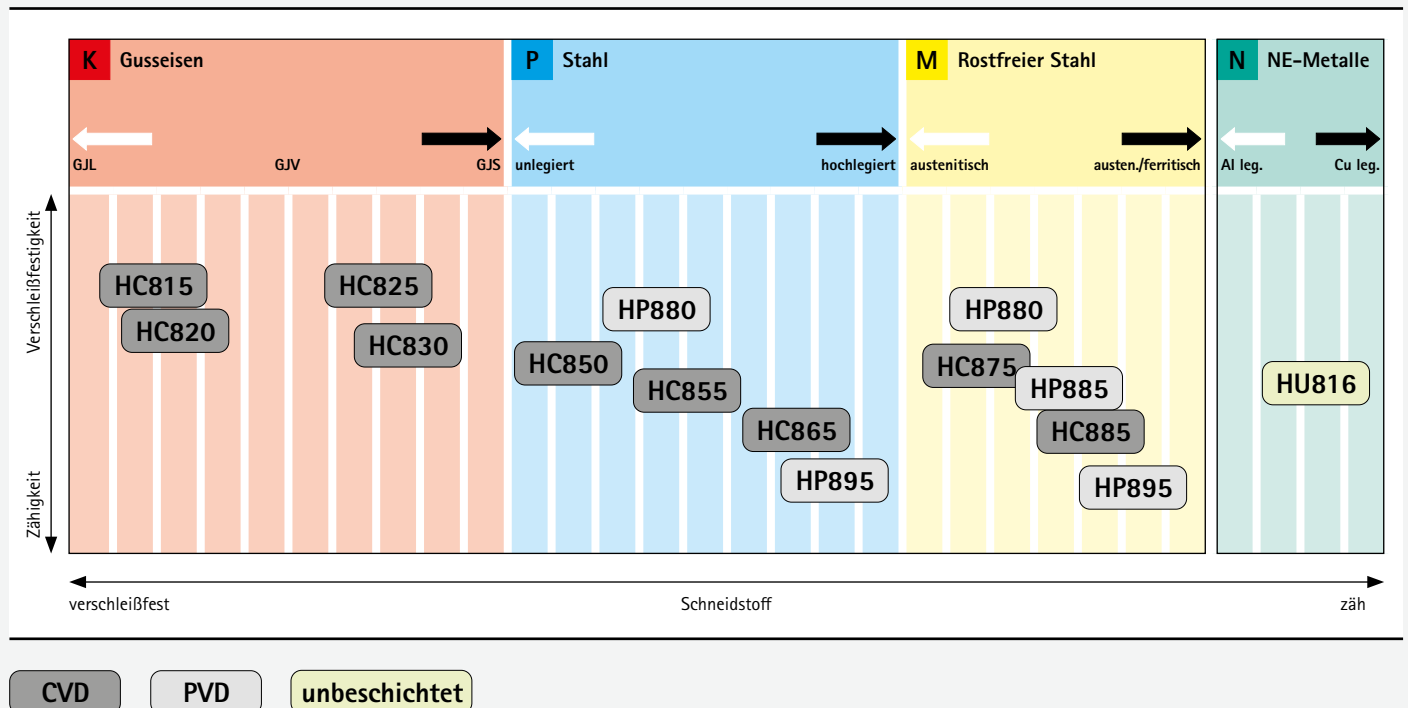 K Gusseisen
P Stahl
M Rostfreier Stahl
N NE-Metalle
GJL GJV GJS
unlegiert hochlegiert
austenitisch austen./ferritisch
Al leg. Cu leg.
Verschleißfestigkeit
Zähigkeit
HC815
HC820
HC825
HC830
HP880
HC850
HC855
HC865
HP895
HP880
HC875
HP885
HC885
HP895
HU816
verschleißfest Schneidstoff zäh
CVD PVD unbeschichtet